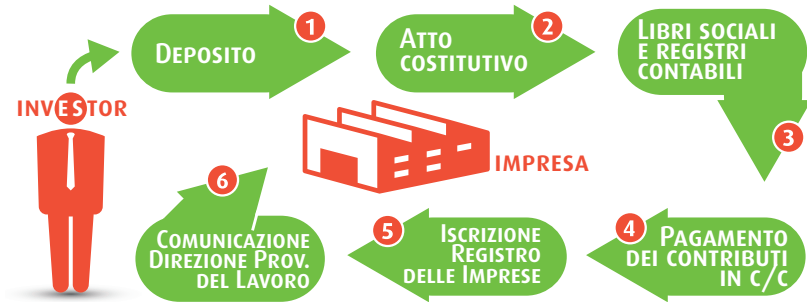 INVESTOR
1
DEPOSITO
2
ATTO
COSTITUTIVO
LIBRI SOCIALI
E REGISTRI
CONTABILI
3
4
PAGAMENTO
DEI CONTRIBUTI
IN C/C
5
ISCRIZIONE
REGISTRO
DELLE IMPRESE
6
COMUNICAZIONE
DIREZIONE PROV.
DEL LAVORO
IMPRESA